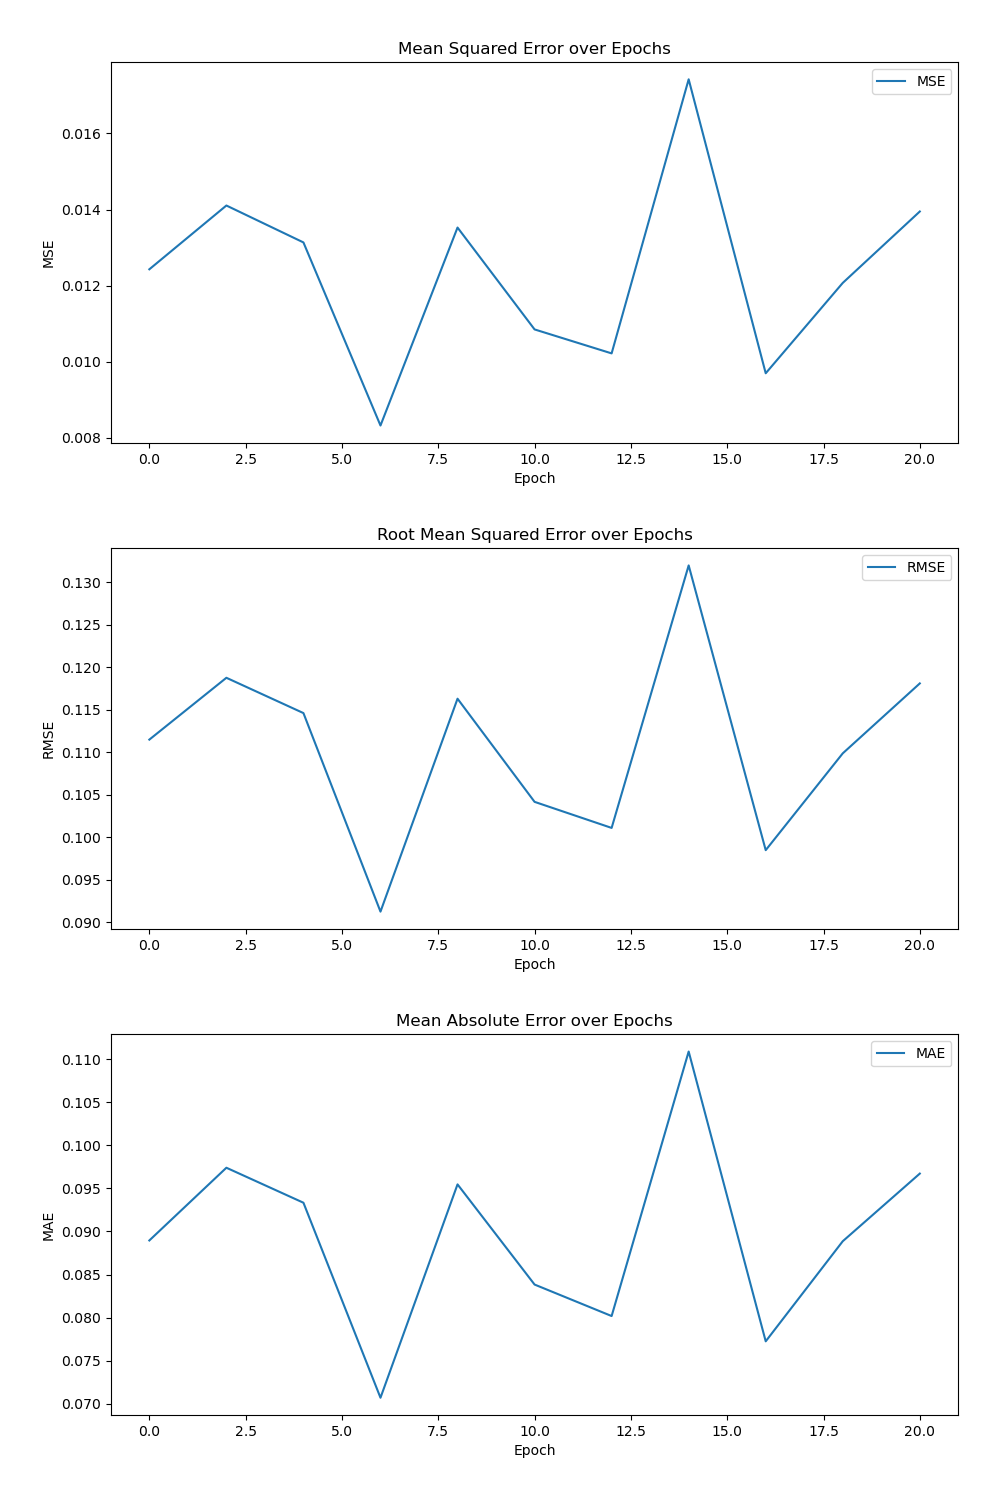 Mean Squared Error over Epochs
MSE
0.016
0.014
0.012
0.010
0.008
MSE
0.0 2.5 5.0 7.5 10.0 12.5 15.0 17.5 20.0
Epoch
Root Mean Squared Error over Epochs
RMSE
0.130
0.125
0.120
0.115
0.110
0.105
0.100
0.095
0.090
RMSE
0.0 2.5 5.0 7.5 10.0 12.5 15.0 17.5 20.0
Epoch
Mean Absolute Error over Epochs
MAE
0.110
0.105
0.100
0.095
0.090
0.085
0.080
0.075
0.070
MAE
0.0 2.5 5.0 7.5 10.0 12.5 15.0 17.5 20.0
Epoch